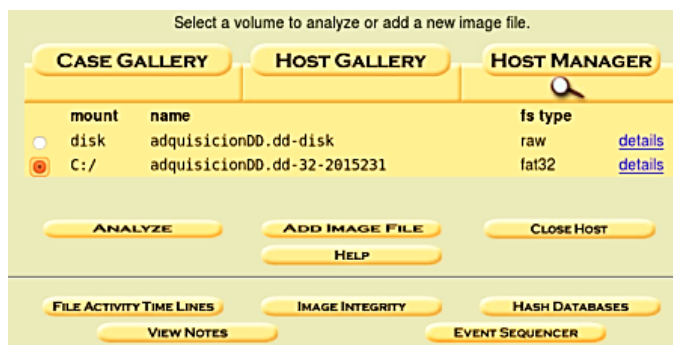 Select a volume to analyze or add a new image file.
CASE GALLERY HOST GALLERY HOST MANAGER
mount name fs type
disk adquisicionDD.dd-disk raw details
C:/ adquisicionDD.dd-32-2015231 fat32 details
ANALYZE ADD IMAGE FILE CLOSE HOST
HELP
FILE ACTIVITY TIME LINES IMAGE INTEGRITY HASH DATABASES
VIEW NOTES EVENT SEQUENCER